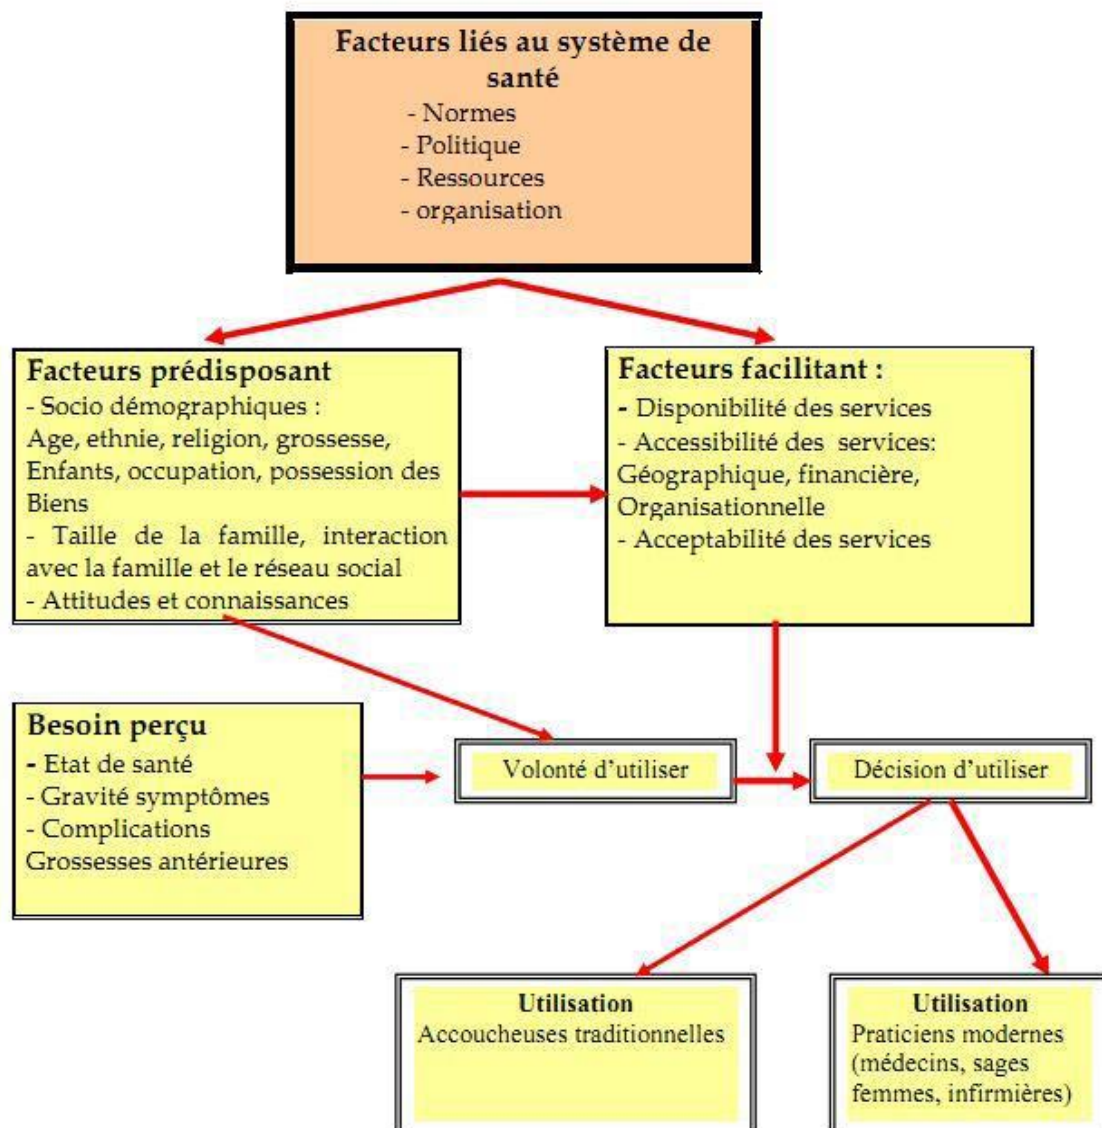 Facteurs liés au système de
santé
- Normes
- Politique
- Ressources
- organisation
Facteurs prédisposant
- Socio démographiques :
Age, ethnie, religion, grossesse,
Enfants, occupation, possession des
Biens
- Taille de la famille, interaction
avec la famille et le réseau social
- Attitudes et connaissances
Facteurs facilitant :
- Disponibilité des services
- Accessibilité des services:
Géographique, financière,
Organisationnelle
- Acceptabilité des services
Besoin perçu
- Etat de santé
- Gravité symptômes
- Complications
Grossesses antérieures
Volonté d'utiliser
Décision d'utiliser
Utilisation
Accoucheuses traditionnelles
Utilisation
Praticiens modernes
(médecins, sages
femmes, infirmières)